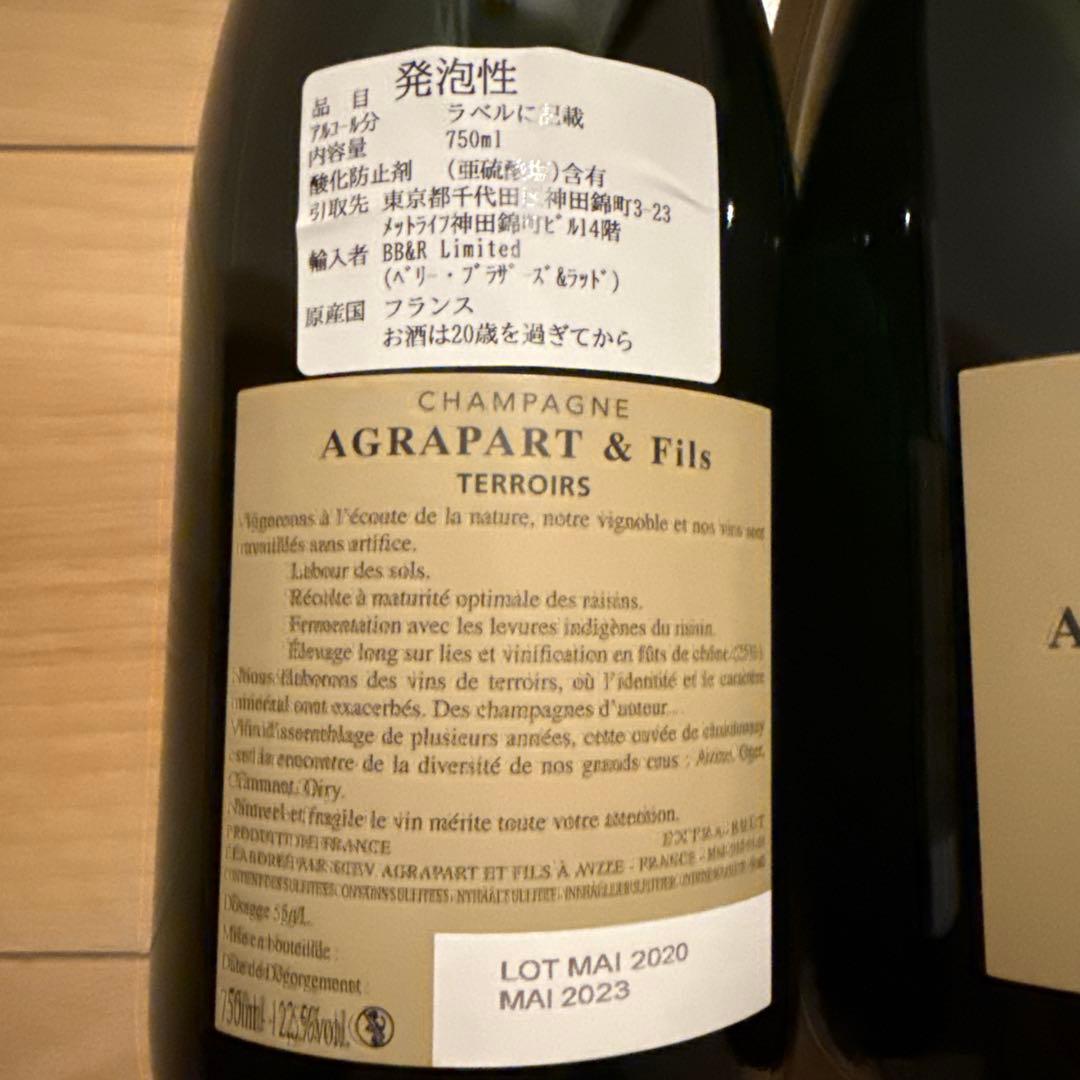 品目 発泡性
アルコール分 ラベルに記載
内容量 750ml
酸化防止剤 (亜硫酸塩)含有
引取先 東京都千代田区神田錦町3-23
メットライフ神田錦町ビル14階
輸入者 BB&R Limited
(ベリー・ブラザーズ&ラッド)
原産国 フランス
お酒は20歳を過ぎてから
CHAMPAGNE
AGRAPART & Fils
TERROIRS
Vignerons à l'écoute de la nature, notre vignoble et nos vins sont
travaillés sans artifice.
Labour des sols.
Récolte à maturité optimale des raisins.
Fermentation avec les levures indigènes du raisin.
Élevage long sur lies et vinification en fûts de chêne (25%)
Nous élaborons des vins de terroirs, où l'identité et le caractère
minéral sont exacerbés. Des champagnes d'auteur...
Vin d'assemblage de plusieurs années, cette cuvée de chardonnay
est la rencontre de la diversité de nos grands crus : Avize, Oger,
Cramant, Oiry.
Naturel et fragile le vin mérite toute votre attention.
PRODUIT DE FRANCE EXTRA-BRUT
ÉLABORÉ PAR AGRAPART ET FILS À AVIZE - FRANCE -
CONTIENT DES SULFITES
Dosage 5g/L.
Mise en bouteille :
Date de Dégorgement :
LOT MAI 2020
MAI 2023
750ml
A